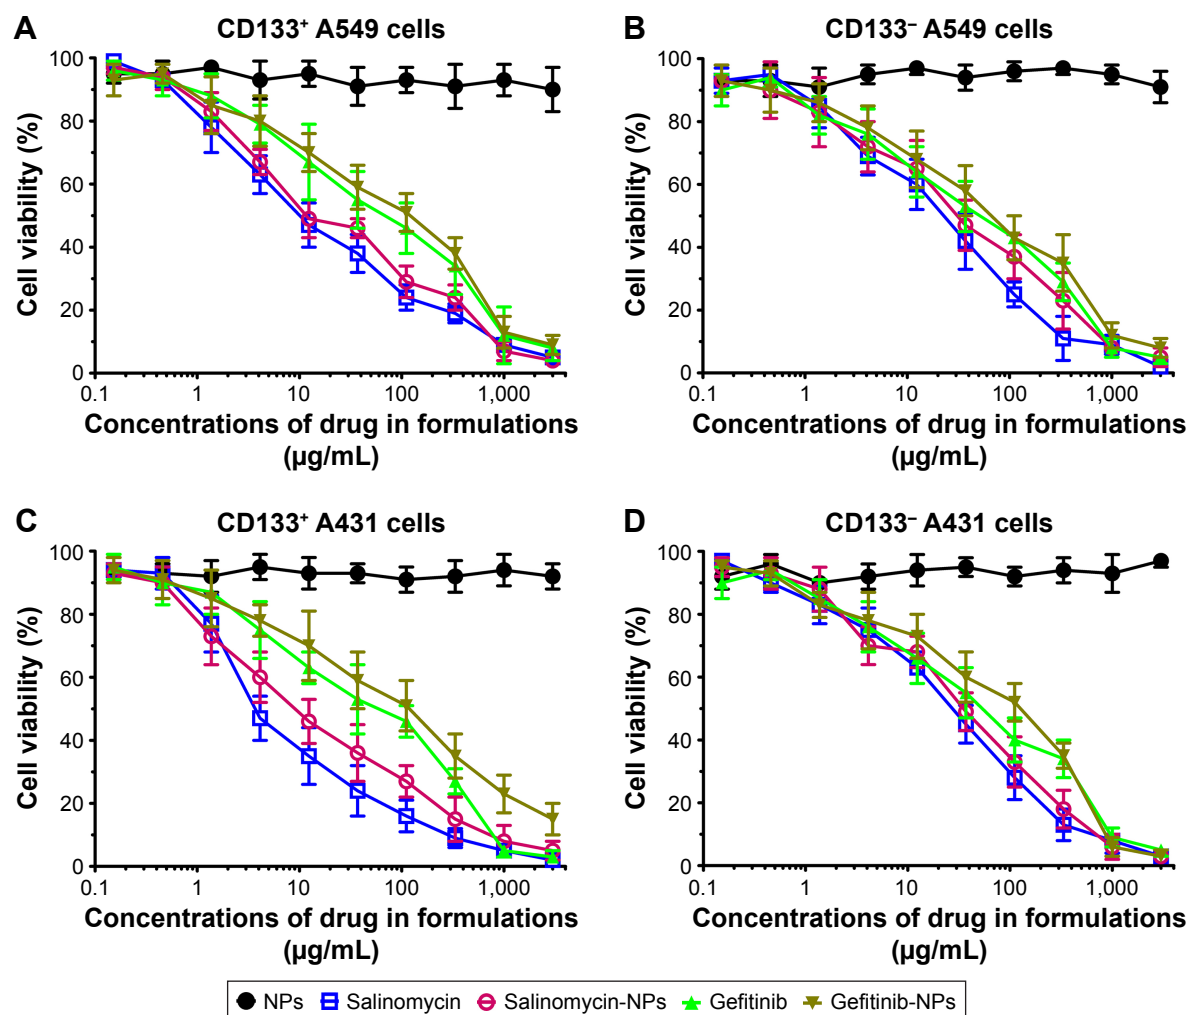 A
CD133⁺ A549 cells
Cell viability (%)
100
80
60
40
20
0
0.1 1 10 100 1,000
Concentrations of drug in formulations
(µg/mL)
B
CD133⁻ A549 cells
Cell viability (%)
100
80
60
40
20
0
0.1 1 10 100 1,000
Concentrations of drug in formulations
(µg/mL)
C
CD133⁺ A431 cells
Cell viability (%)
100
80
60
40
20
0
0.1 1 10 100 1,000
Concentrations of drug in formulations
(µg/mL)
D
CD133⁻ A431 cells
Cell viability (%)
100
80
60
40
20
0
0.1 1 10 100 1,000
Concentrations of drug in formulations
(µg/mL)
NPs Salinomycin Salinomycin-NPs Gefitinib Gefitinib-NPs